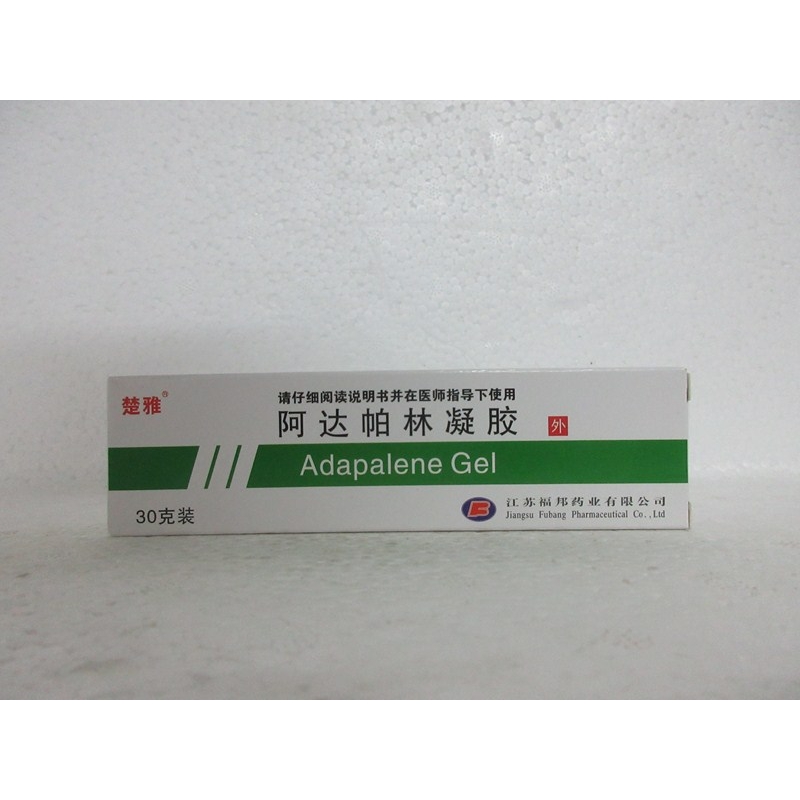 楚雅®
请仔细阅读说明书并在医师指导下使用
阿达帕林凝胶 外
Adapalene Gel
30克装
江苏福邦药业有限公司
Jiangsu Fubang Pharmaceutical Co.,Ltd